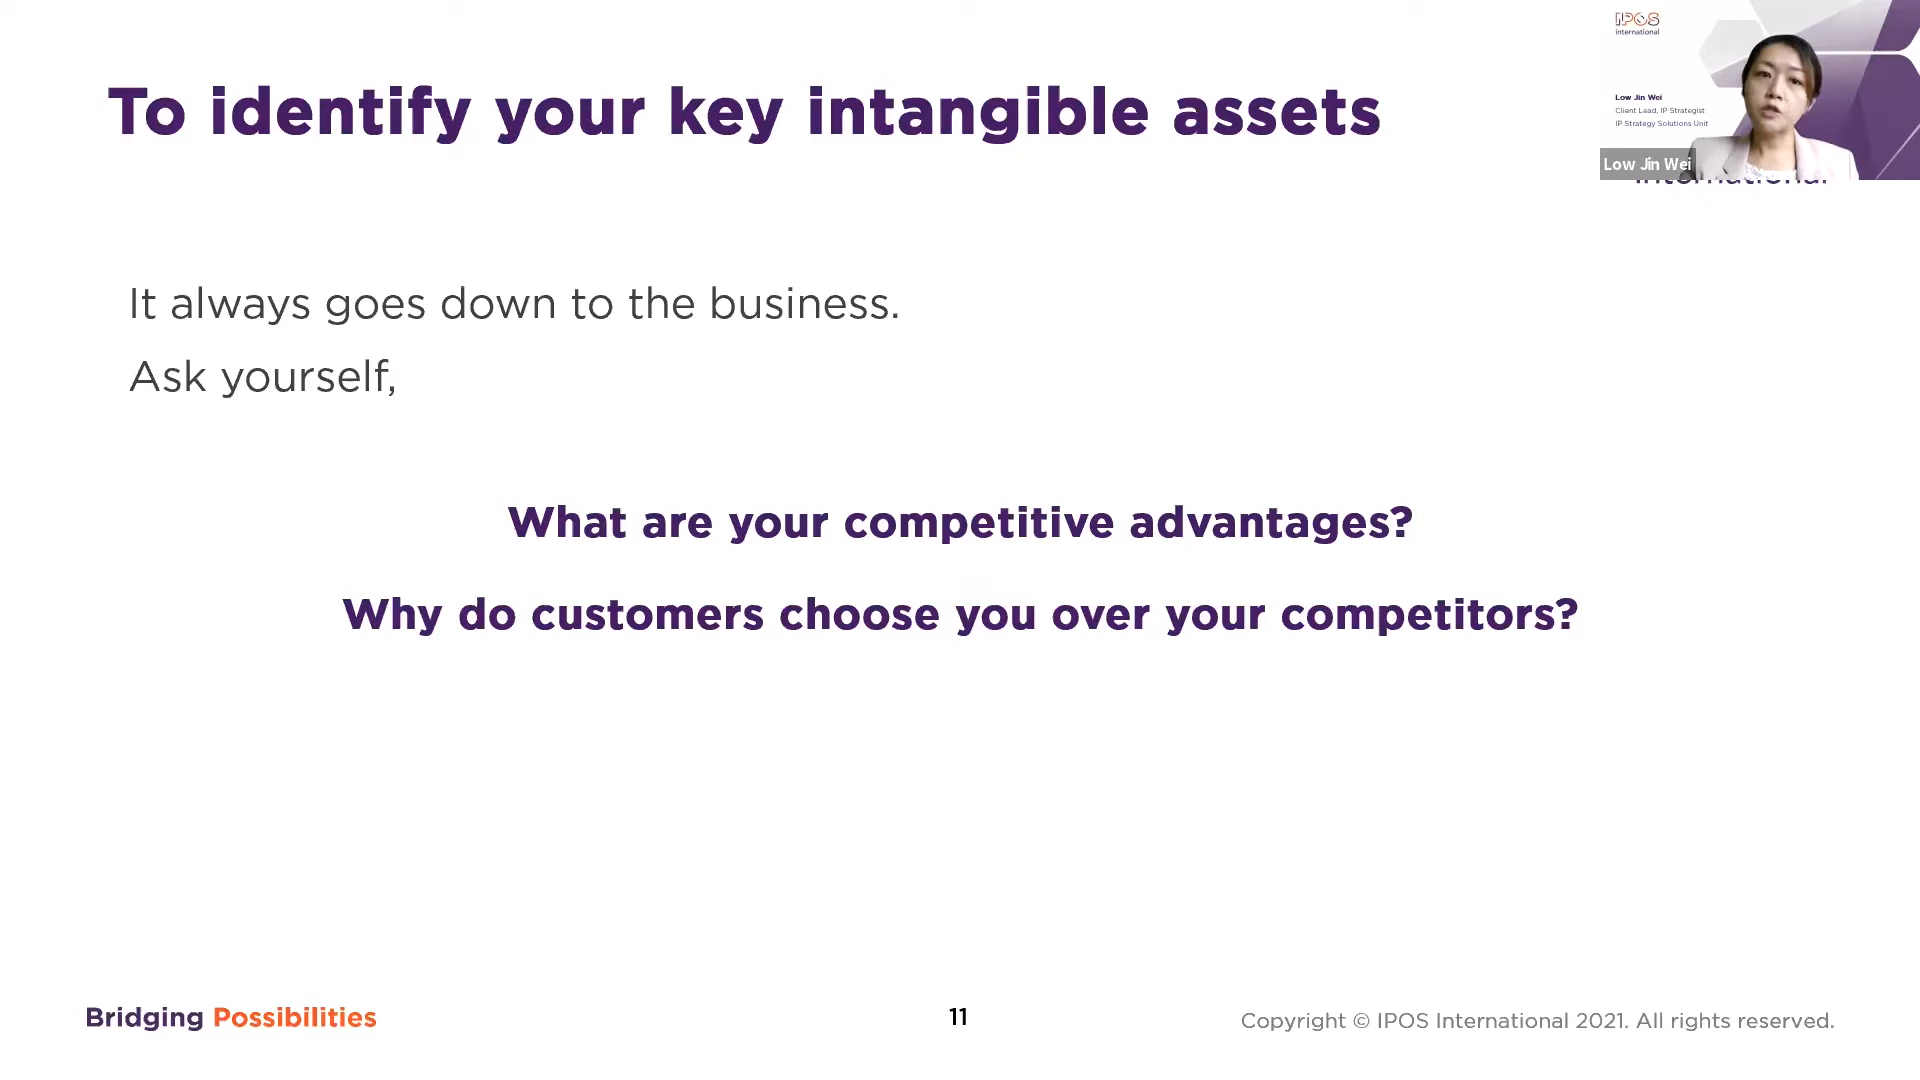 To identify your key intangible assets
IPOS
international
Low Jin Wei
Client Lead, IP Strategist
IP Strategy Solutions Unit
Low Jin Wei
international
It always goes down to the business.
Ask yourself,
What are your competitive advantages?
Why do customers choose you over your competitors?
Bridging Possibilities
11
Copyright © IPOS International 2021. All rights reserved.